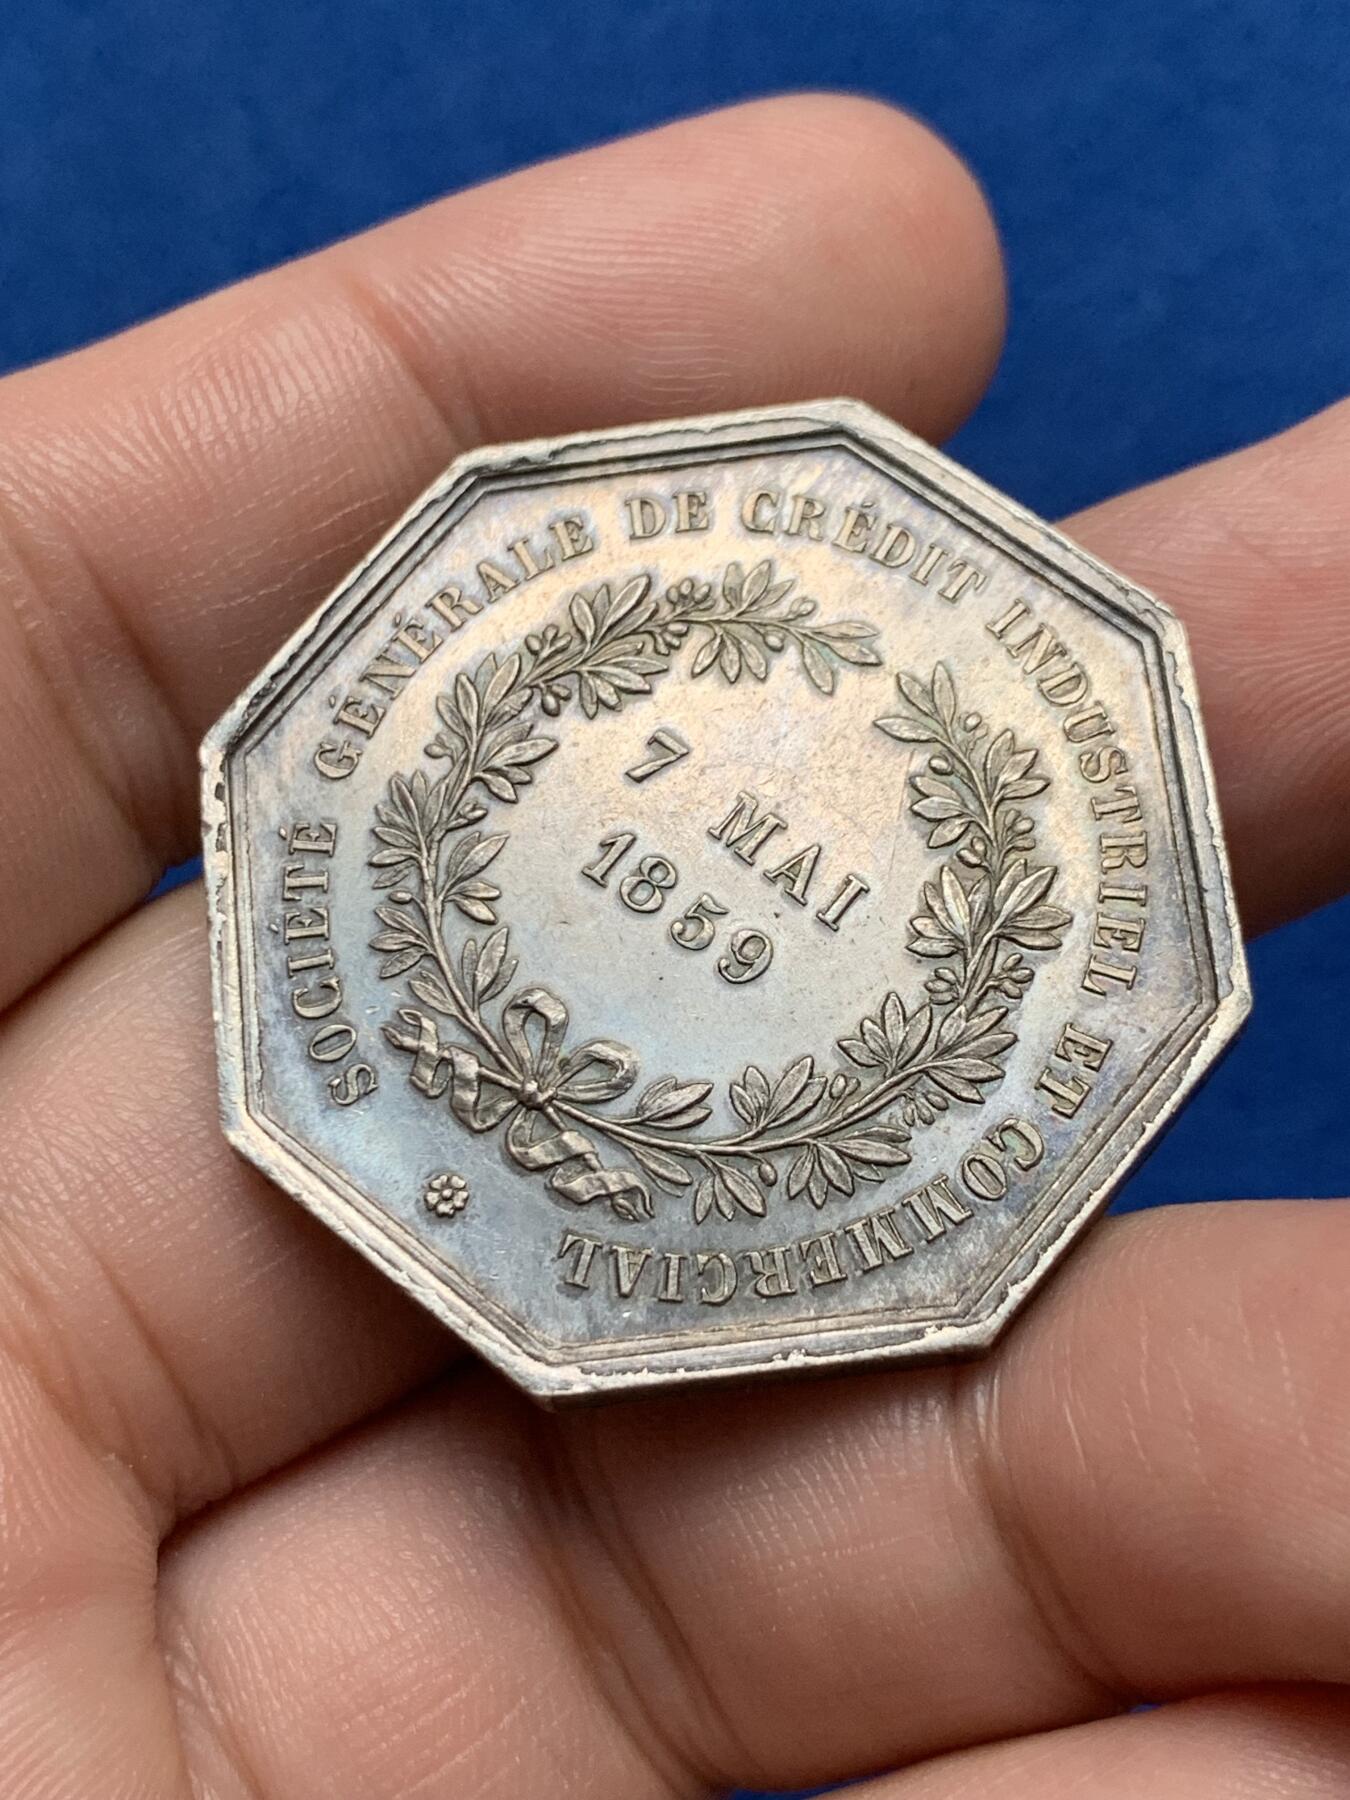 SOCIÉTÉ GÉNÉRALE DE CRÉDIT INDUSTRIEL ET COMMERCIAL
7 MAI
1859